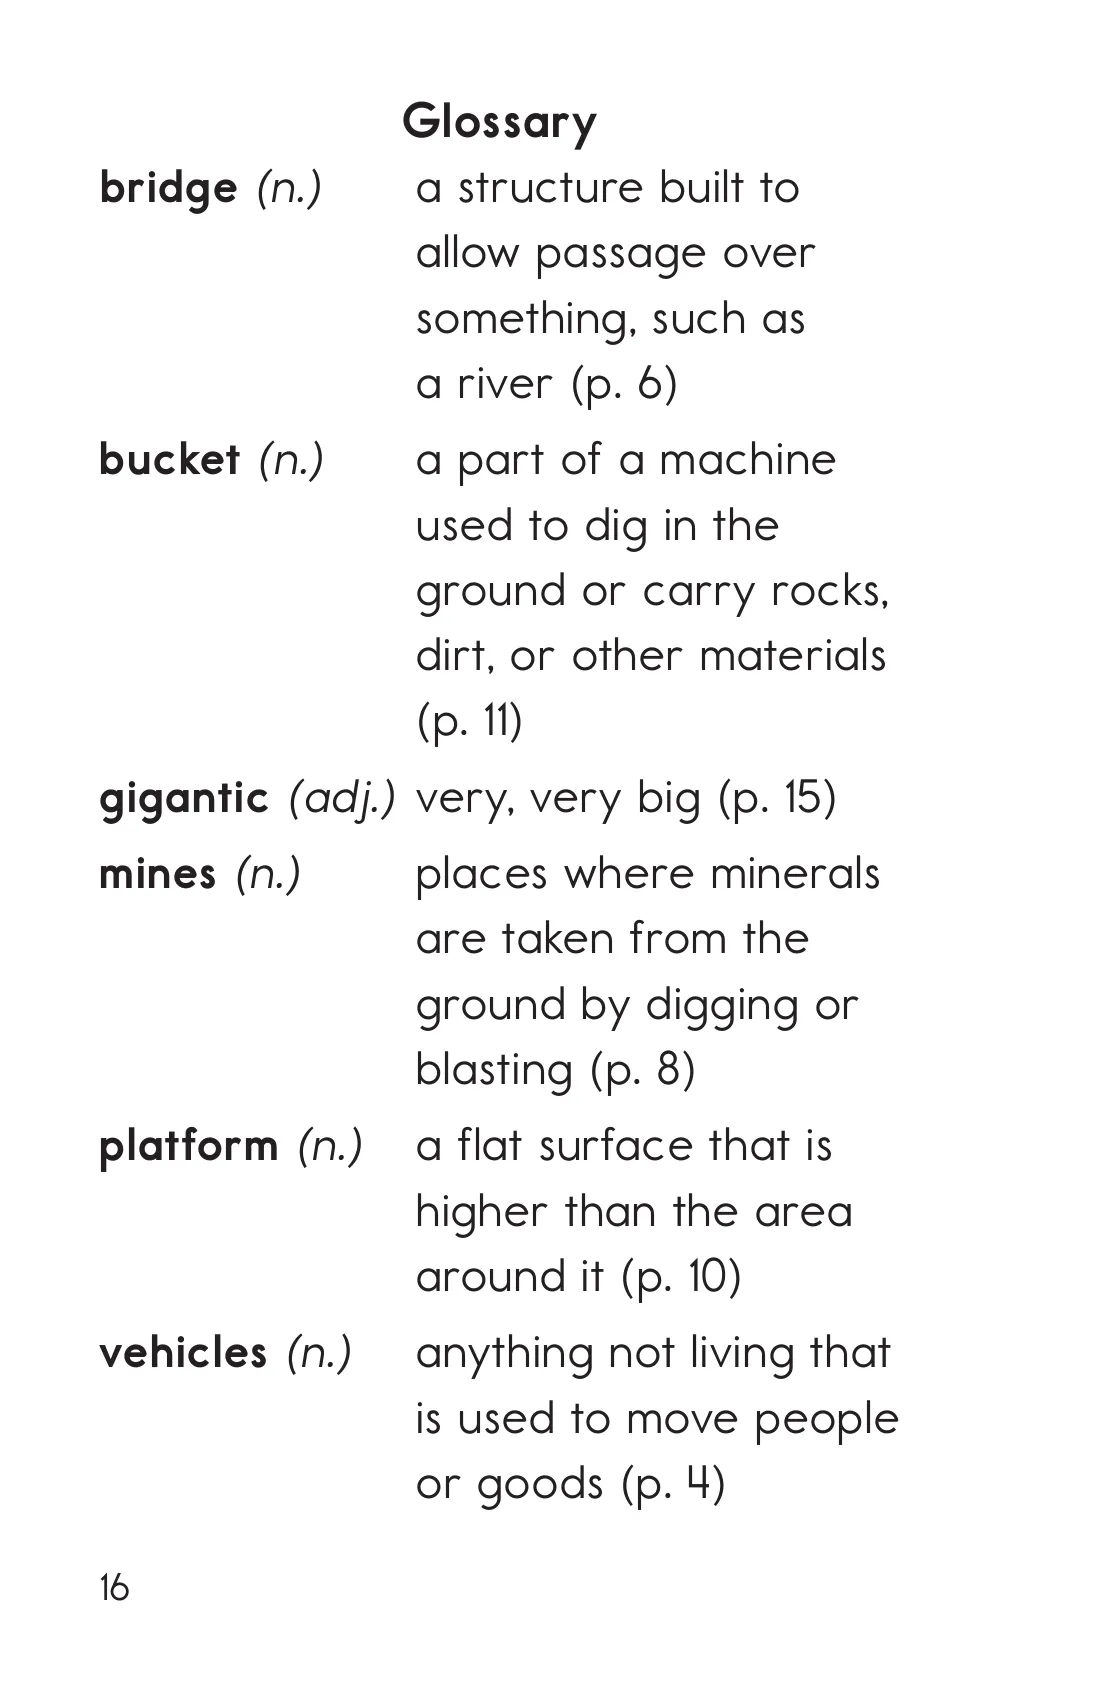 Glossary
bridge (n.) a structure built to
allow passage over
something, such as
a river (p. 6)
bucket (n.) a part of a machine
used to dig in the
ground or carry rocks,
dirt, or other materials
(p. 11)
gigantic (adj.) very, very big (p. 15)
mines (n.) places where minerals
are taken from the
ground by digging or
blasting (p. 8)
platform (n.) a flat surface that is
higher than the area
around it (p. 10)
vehicles (n.) anything not living that
is used to move people
or goods (p. 4)
16